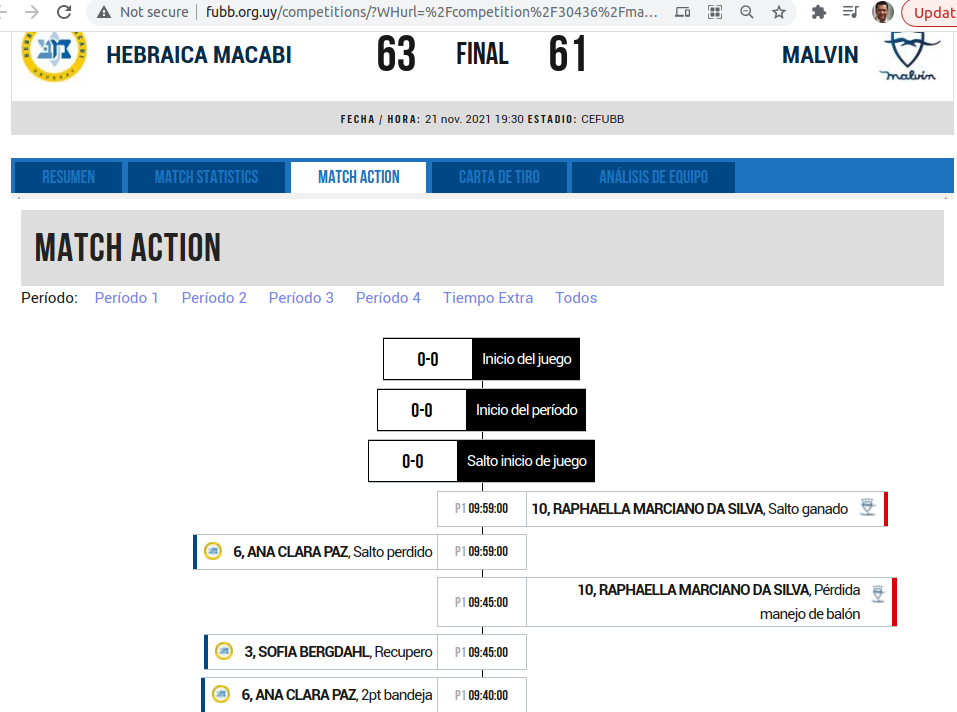 Not secure fubb.org.uy/competitions/?WHurl=%2Fcompetition%2F30436%2Fma... Updat
HEBRAICA MACABI 63 FINAL 61 MALVIN
malvín
FECHA / HORA: 21 nov. 2021 19:30 ESTADIO: CEFUBB
RESUMEN MATCH STATISTICS MATCH ACTION CARTA DE TIRO ANÁLISIS DE EQUIPO
MATCH ACTION
Período: Período 1 Período 2 Período 3 Período 4 Tiempo Extra Todos
0-0 Inicio del juego
0-0 Inicio del período
0-0 Salto inicio de juego
P1 09:59:00 10, RAPHAELLA MARCIANO DA SILVA, Salto ganado
6, ANA CLARA PAZ, Salto perdido P1 09:59:00
P1 09:45:00 10, RAPHAELLA MARCIANO DA SILVA, Pérdida
manejo de balón
3, SOFIA BERGDAHL, Recupero P1 09:45:00
6, ANA CLARA PAZ, 2pt bandeja P1 09:40:00